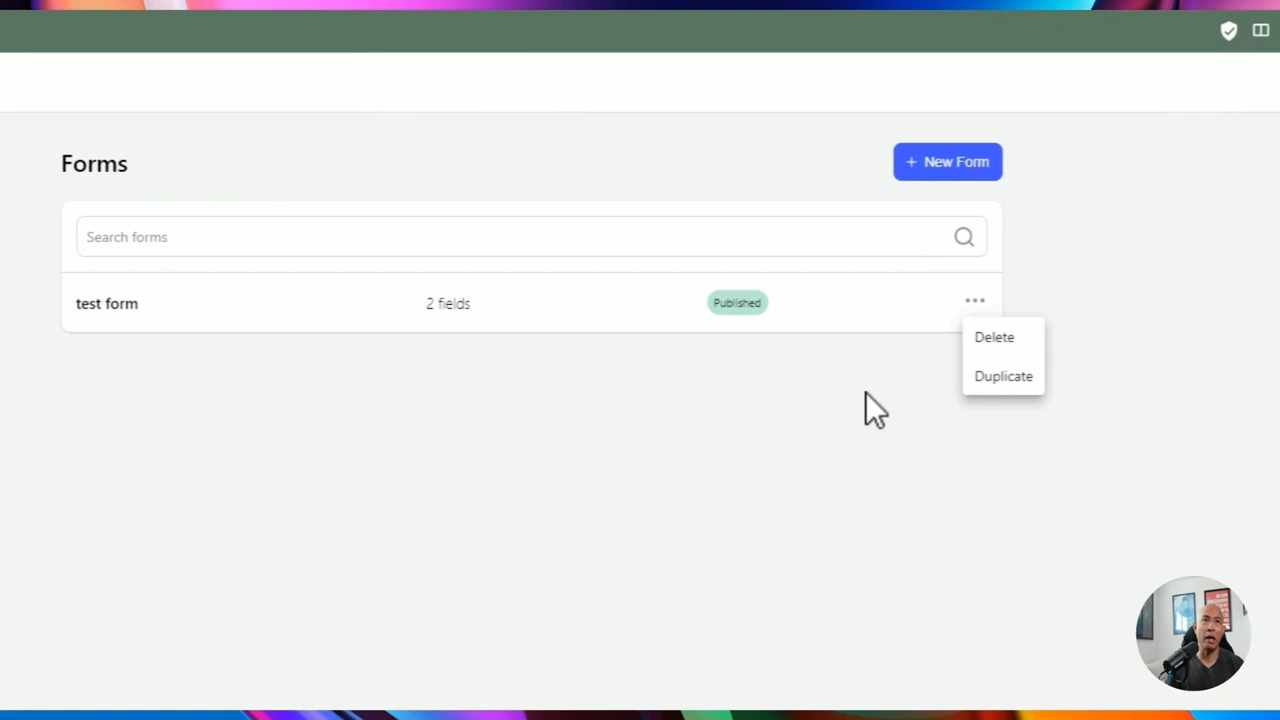 Forms
+ New Form
Search forms
test form 2 fields Published
Delete
Duplicate